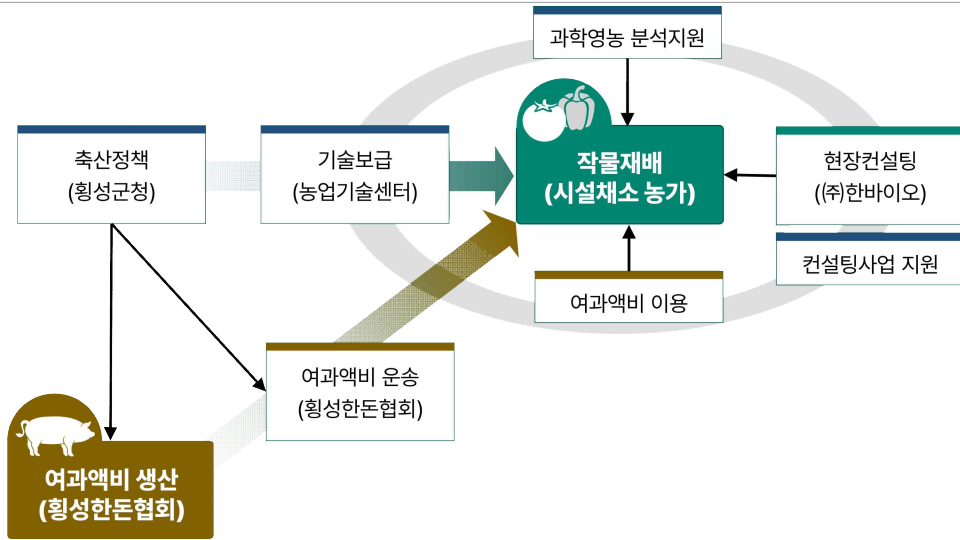 과학영농 분석지원
축산정책
(횡성군청)
기술보급
(농업기술센터)
작물재배
(시설채소 농가)
현장컨설팅
(㈜한바이오)
컨설팅사업 지원
여과액비 이용
여과액비 운송
(횡성한돈협회)
여과액비 생산
(횡성한돈협회)